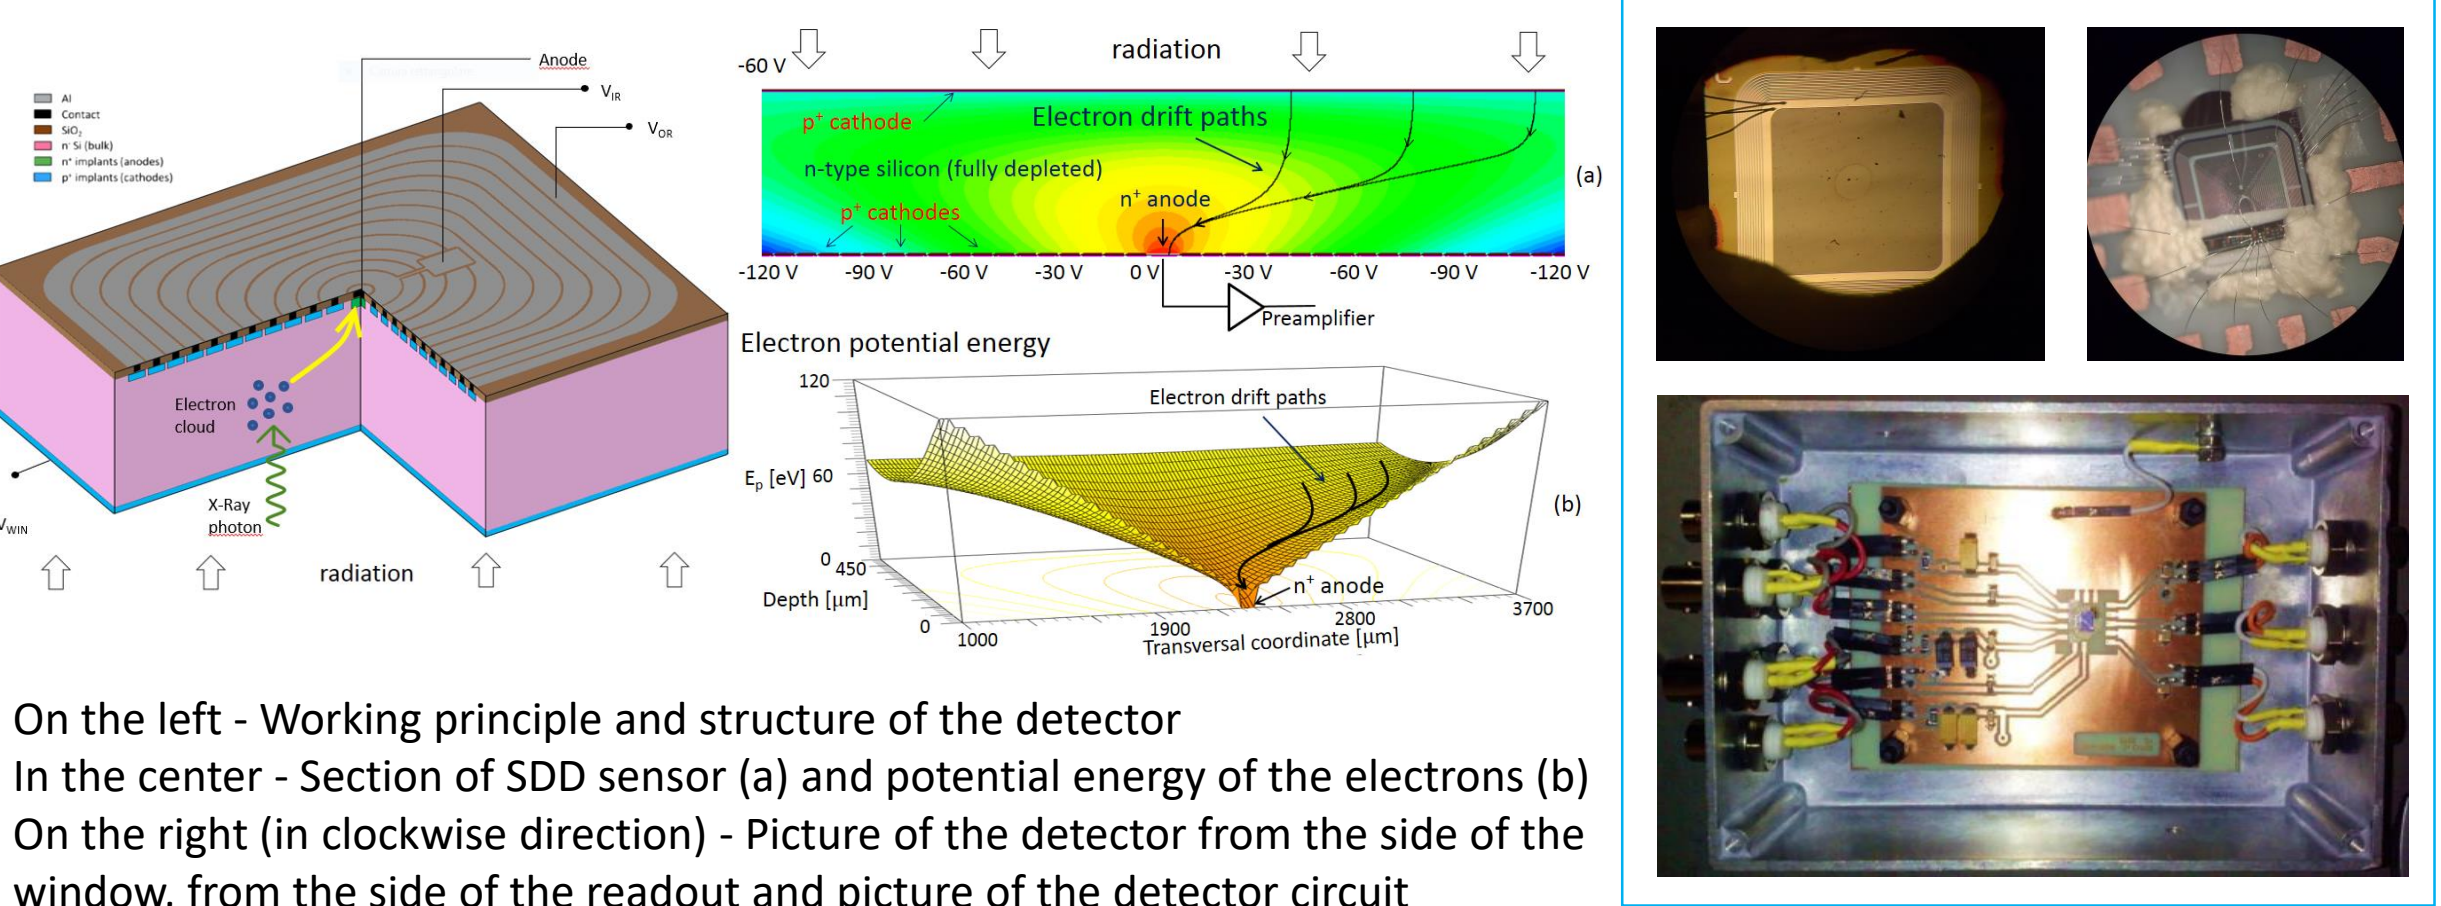 Anode
V_IR
V_OR
Al
Contact
SiO₂
n⁻ Si (bulk)
n⁺ implants (anodes)
p⁺ implants (cathodes)
Electron
cloud
X-Ray
photon
V_WIN
radiation
-60 V
radiation
p⁺ cathode
Electron drift paths
n-type silicon (fully depleted)
(a)
n⁺ anode
p⁺ cathodes
-120 V -90 V -60 V -30 V 0 V -30 V -60 V -90 V -120 V
Preamplifier
Electron potential energy
120
Electron drift paths
E_p [eV] 60
(b)
0
450
n⁺ anode
Depth [μm]
0
1000 1900 2800 3700
Transversal coordinate [μm]
On the left - Working principle and structure of the detector
In the center - Section of SDD sensor (a) and potential energy of the electrons (b)
On the right (in clockwise direction) - Picture of the detector from the side of the
window, from the side of the readout and picture of the detector circuit